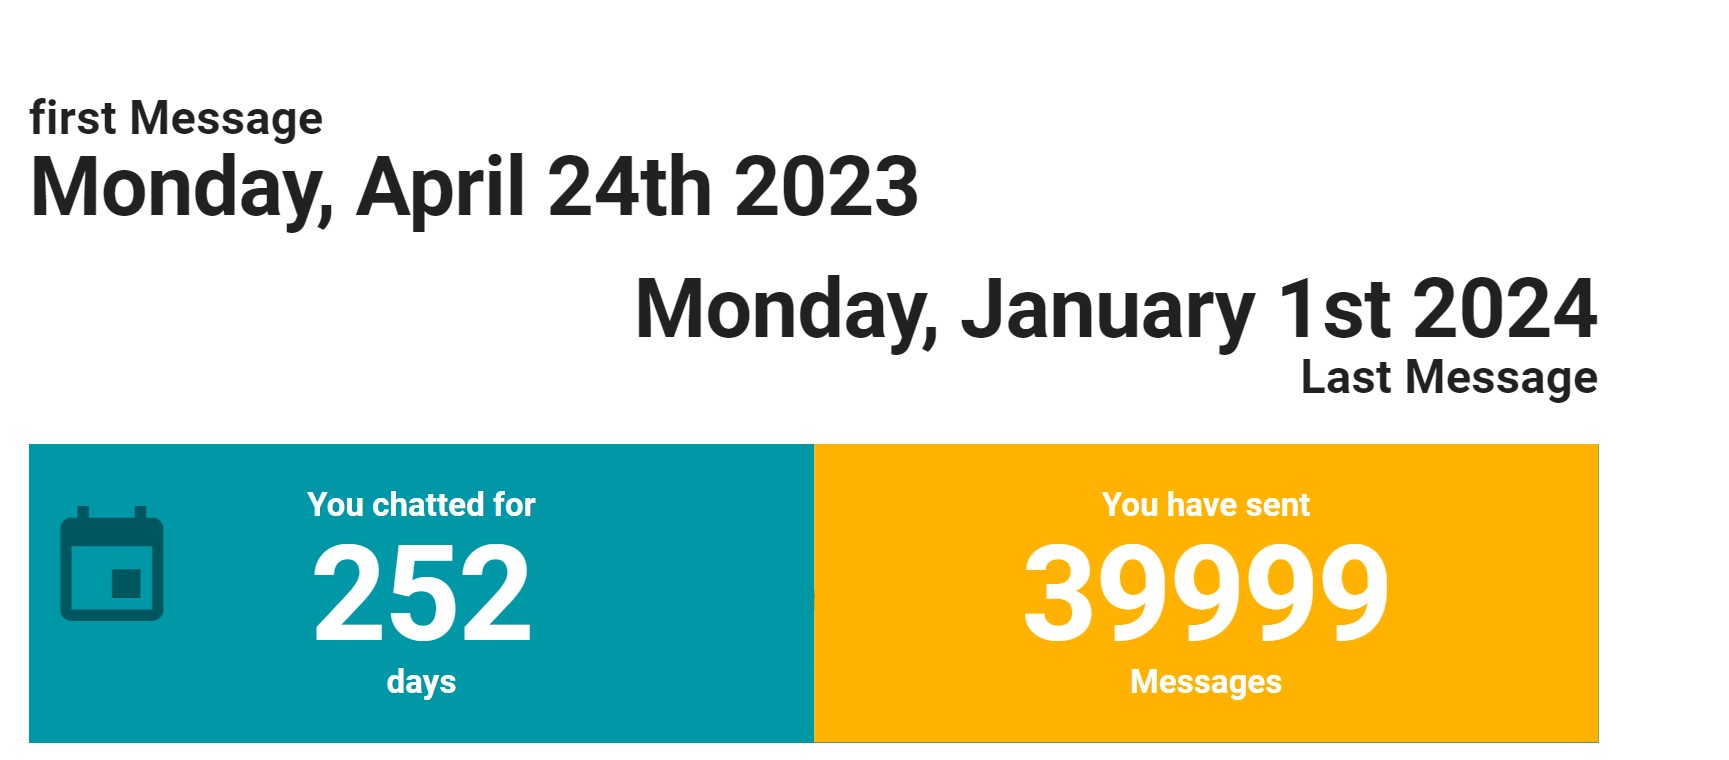 first Message
Monday, April 24th 2023
Monday, January 1st 2024
Last Message
You chatted for
252
days
You have sent
39999
Messages